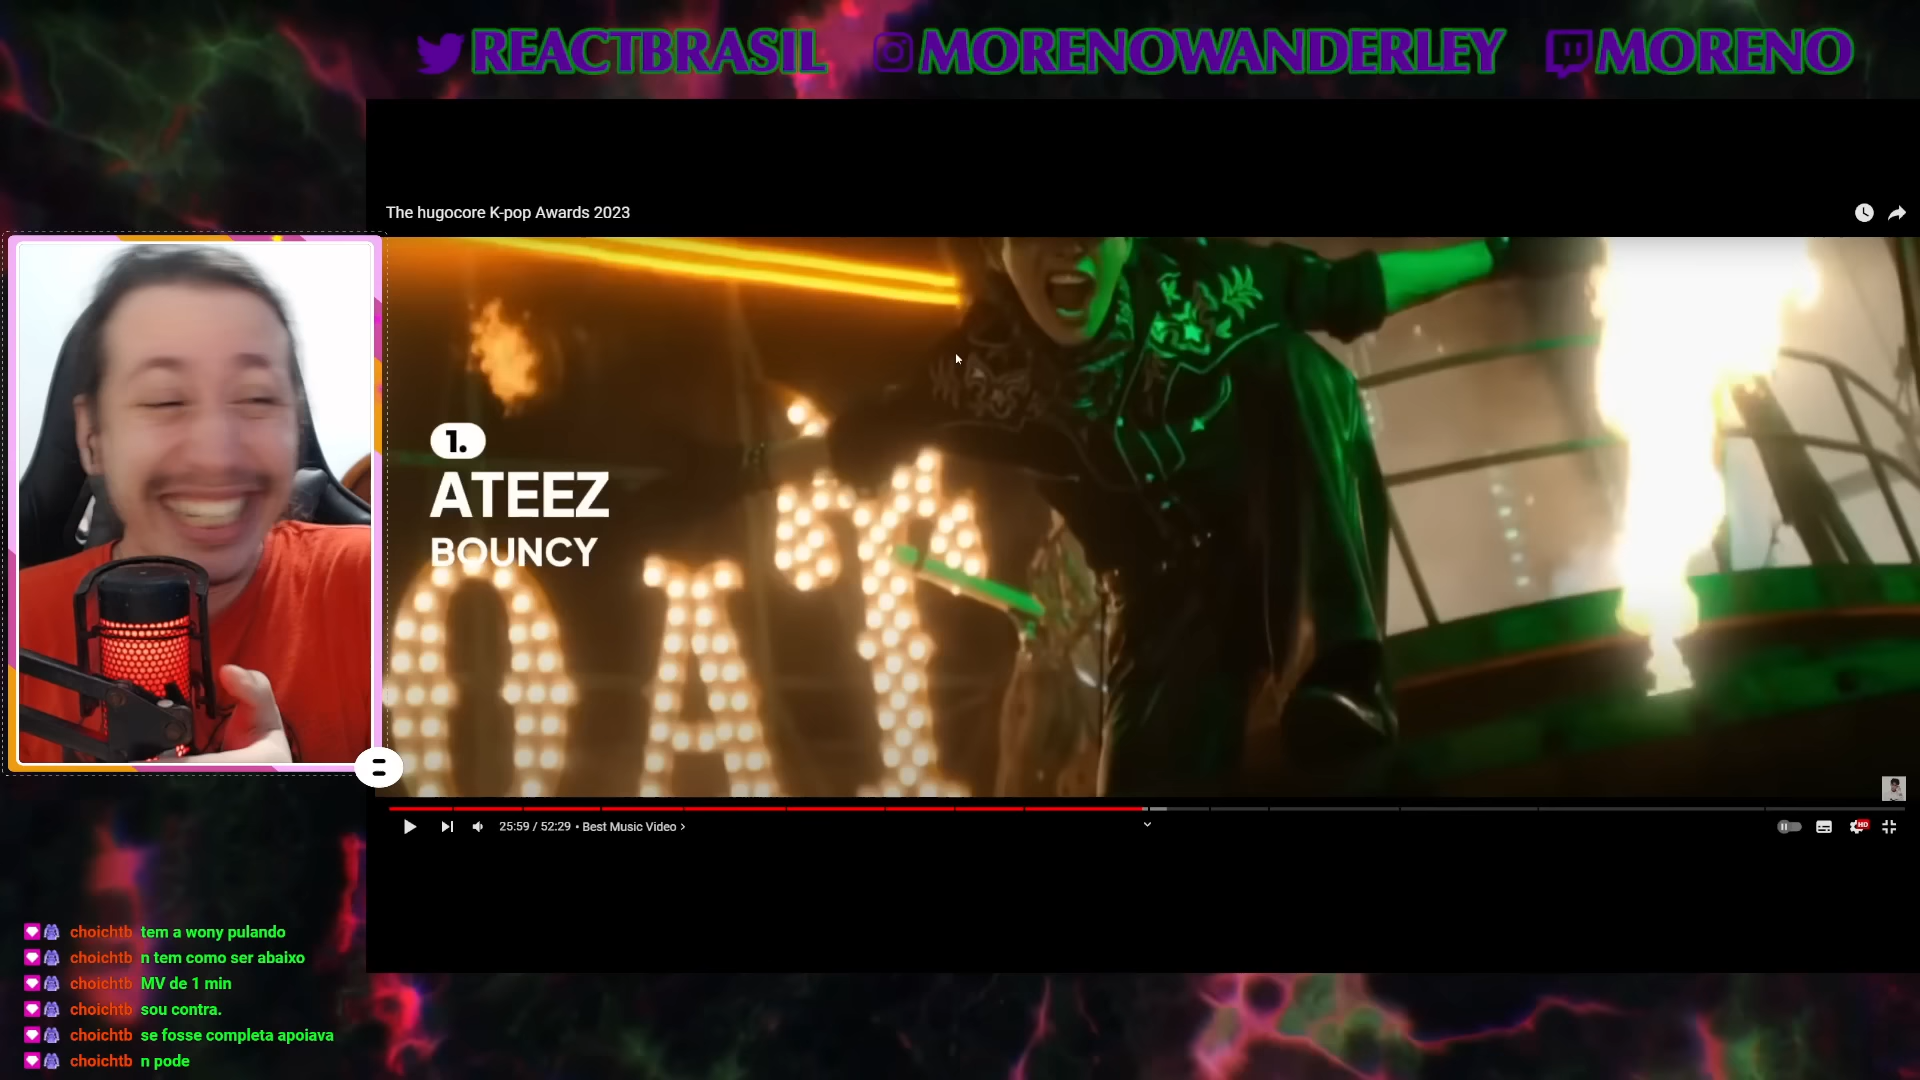 REACTBRASIL MORENOWANDERLEY MORENO
The hugocore K-pop Awards 2023
1.
ATEEZ
BOUNCY
OAT
25:59 / 52:29 • Best Music Video
HD
choichtb tem a wony pulando
choichtb n tem como ser abaixo
choichtb MV de 1 min
choichtb sou contra.
choichtb se fosse completa apoiava
choichtb n pode